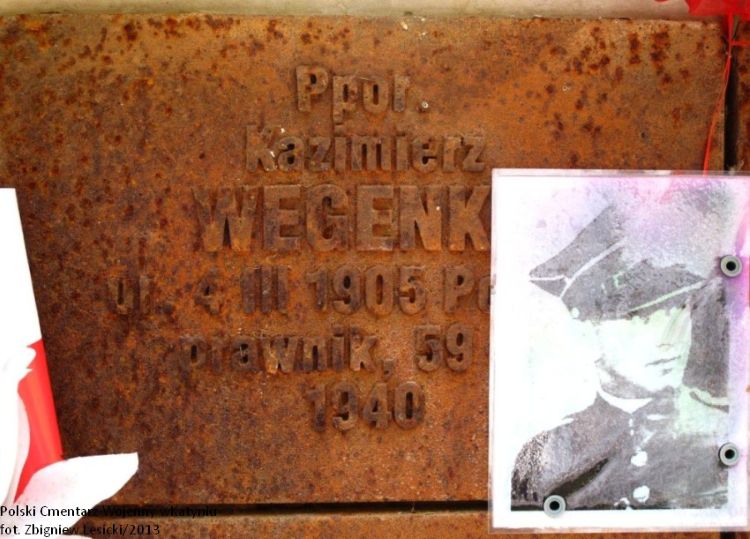 Ppor.
Kazimierz
WEGENK
ur. 4 III 1905 Po
prawnik, 59
1940
Polski Cmentarz Wojenny w Katyniu
fot. Zbigniew Lesicki/2013